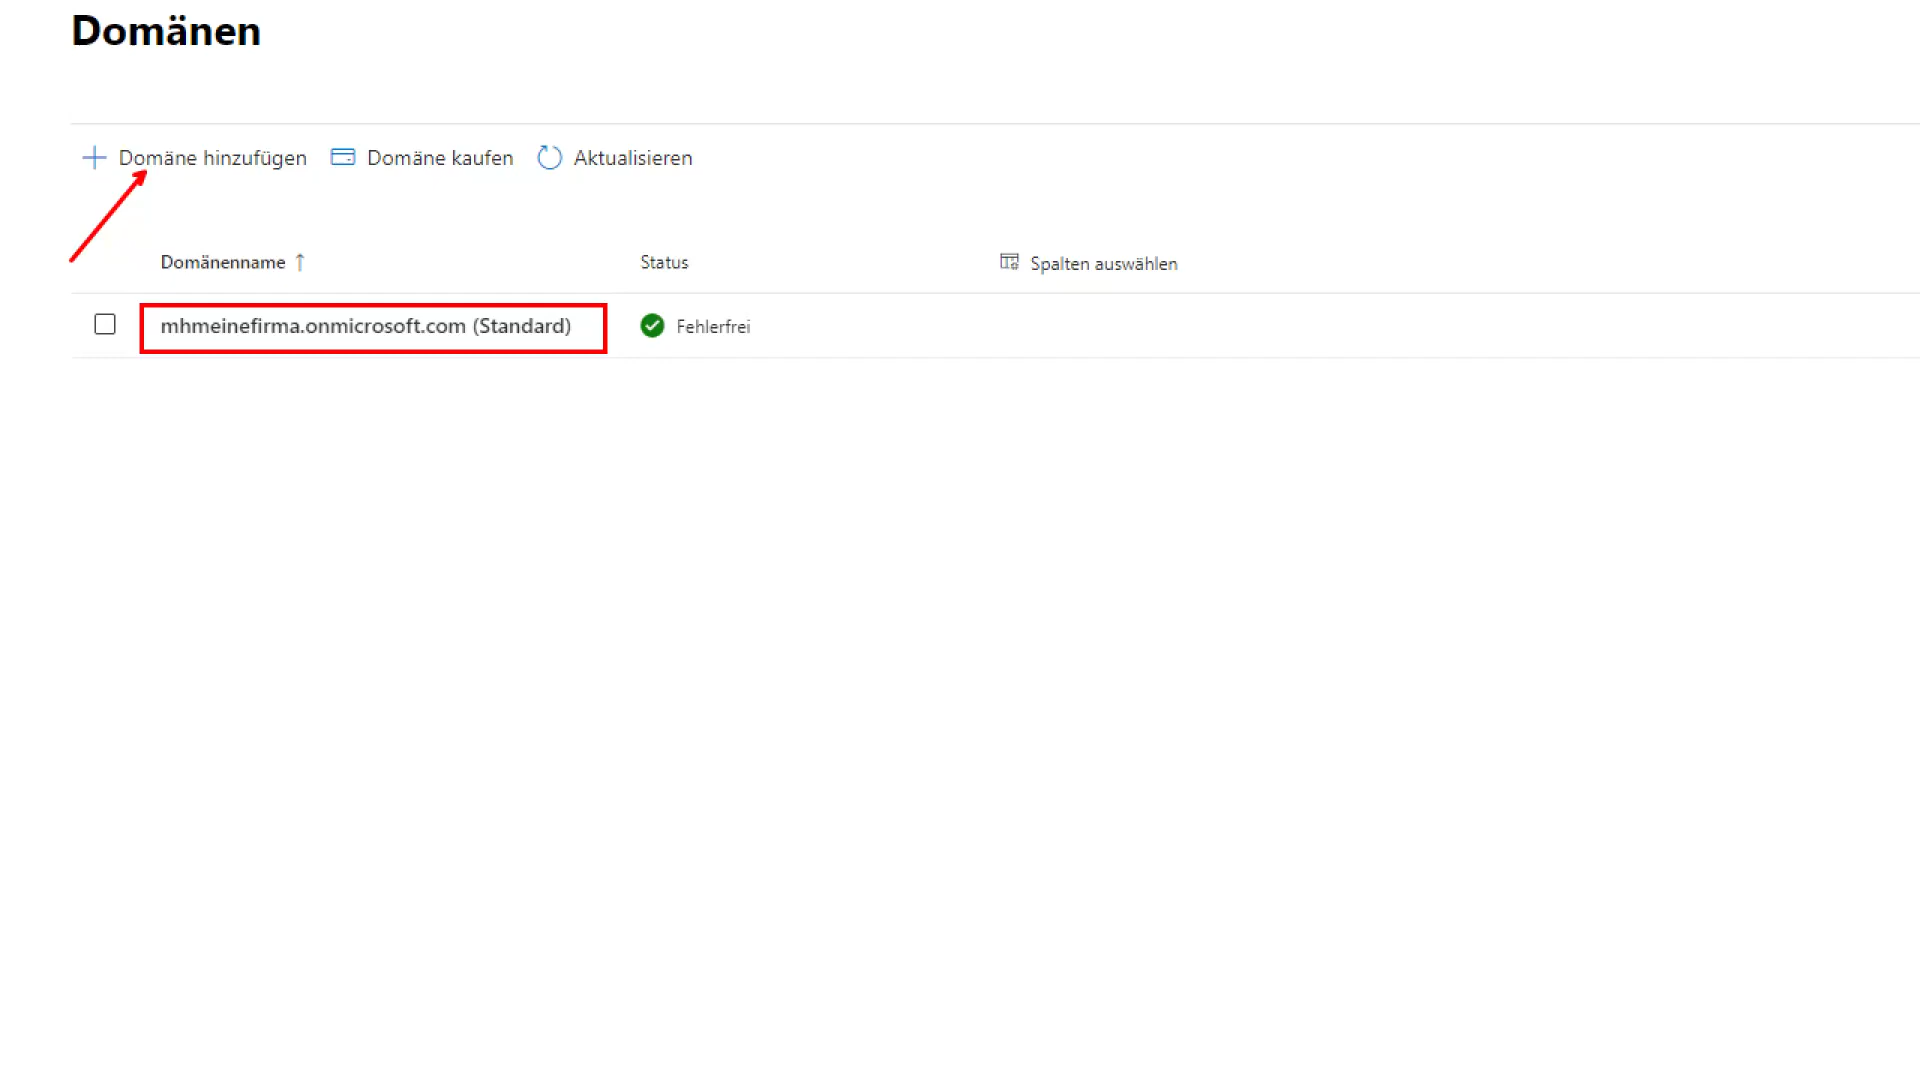 Domänen
Domäne hinzufügen Domäne kaufen Aktualisieren
Domänenname ↑ Status Spalten auswählen
mhmeinefirma.onmicrosoft.com (Standard) Fehlerfrei